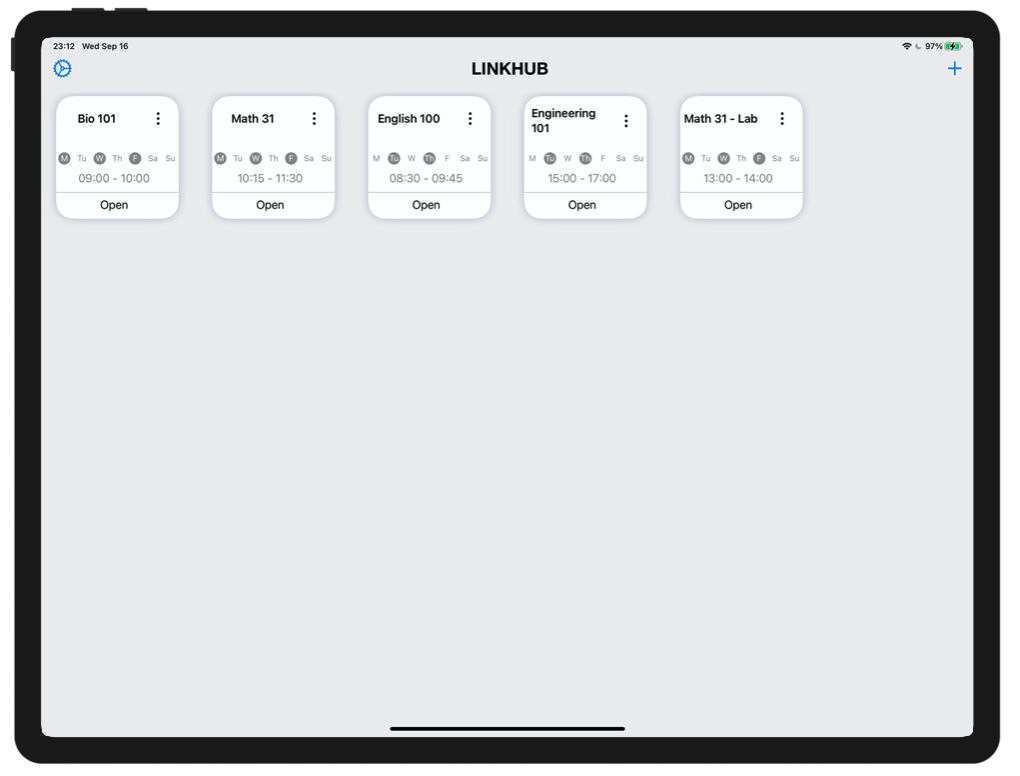 23:12 Wed Sep 16
97%
LINKHUB
Bio 101
M Tu W Th F Sa Su
09:00 - 10:00
Open
Math 31
M Tu W Th F Sa Su
10:15 - 11:30
Open
English 100
M Tu W Th F Sa Su
08:30 - 09:45
Open
Engineering
101
M Tu W Th F Sa Su
15:00 - 17:00
Open
Math 31 - Lab
M Tu W Th F Sa Su
13:00 - 14:00
Open